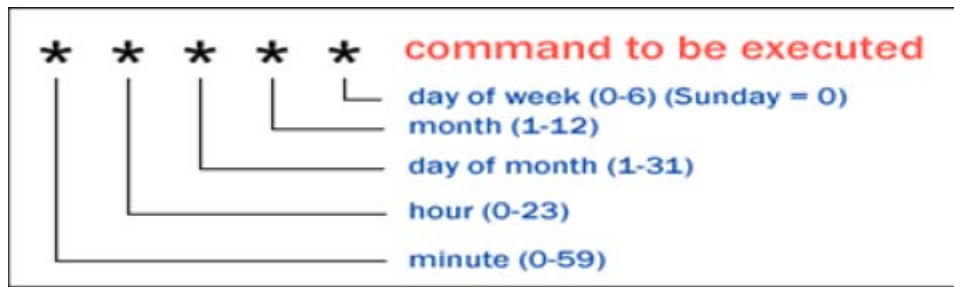 * * * * * command to be executed
day of week (0-6) (Sunday = 0)
month (1-12)
day of month (1-31)
hour (0-23)
minute (0-59)